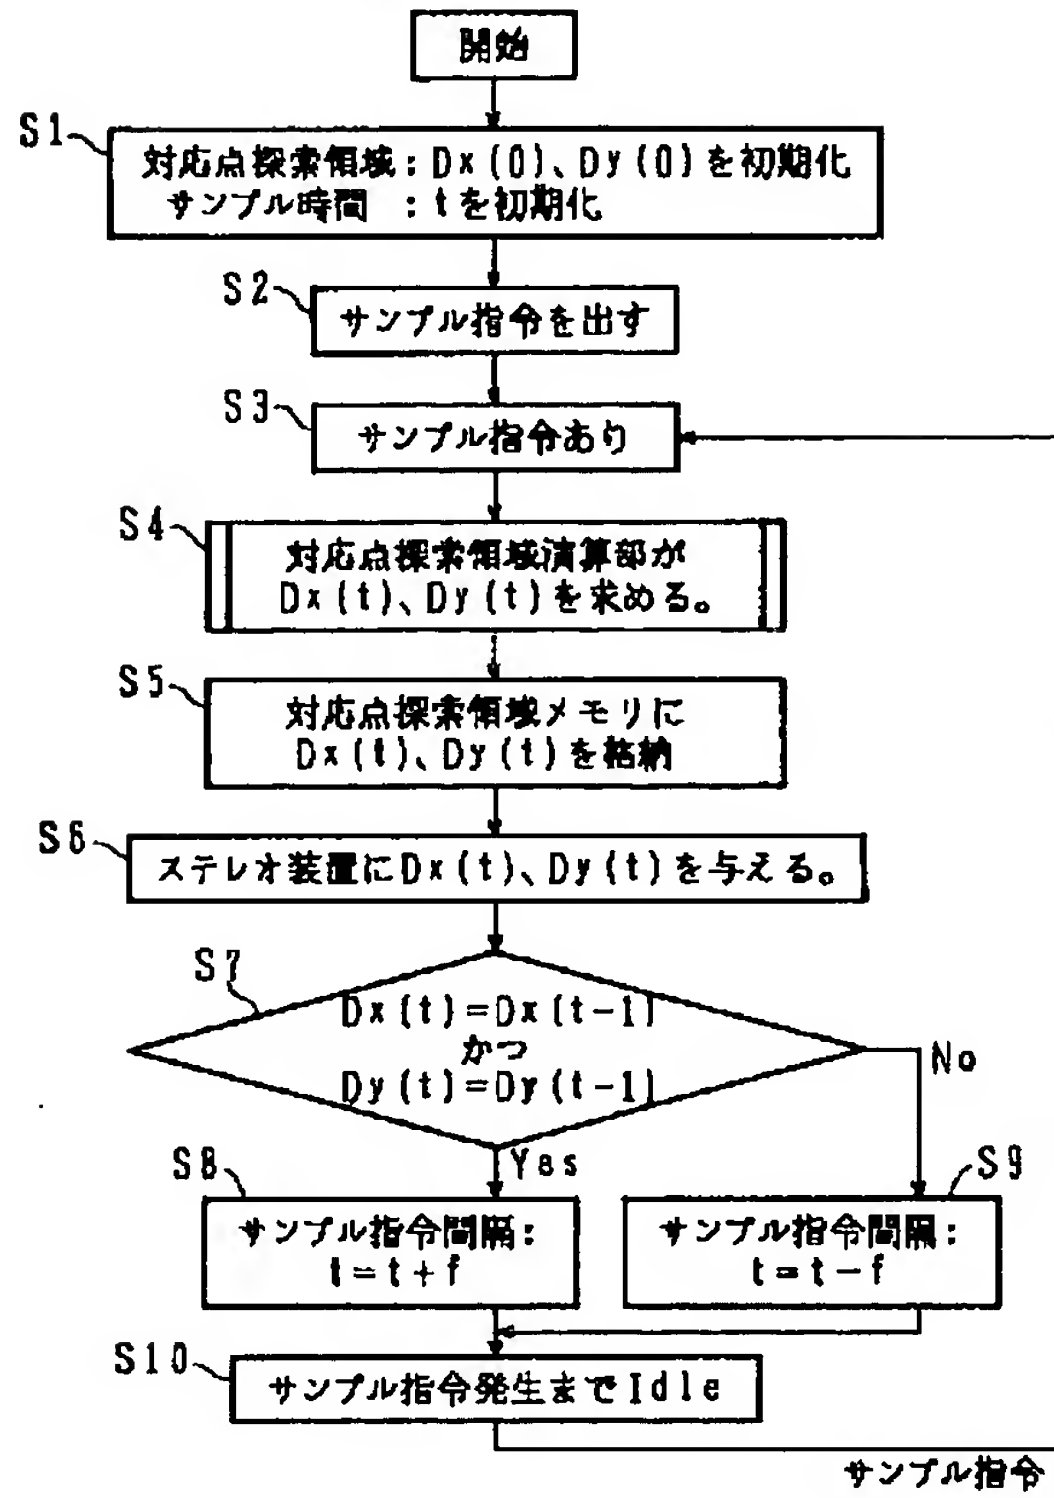 開始
S1
対応点探索領域：Dx(0)、Dy(0)を初期化
サンプル時間　：tを初期化
S2
サンプル指令を出す
S3
サンプル指令あり
S4
対応点探索領域演算部が
Dx(t)、Dy(t)を求める。
S5
対応点探索領域メモリに
Dx(t)、Dy(t)を格納
S6
ステレオ装置にDx(t)、Dy(t)を与える。
S7
Dx(t)=Dx(t-1)
かつ
Dy(t)=Dy(t-1)
No
Yes
S8
サンプル指令間隔：
t=t+f
S9
サンプル指令間隔：
t=t-f
S10
サンプル指令発生までIdle
サンプル指令